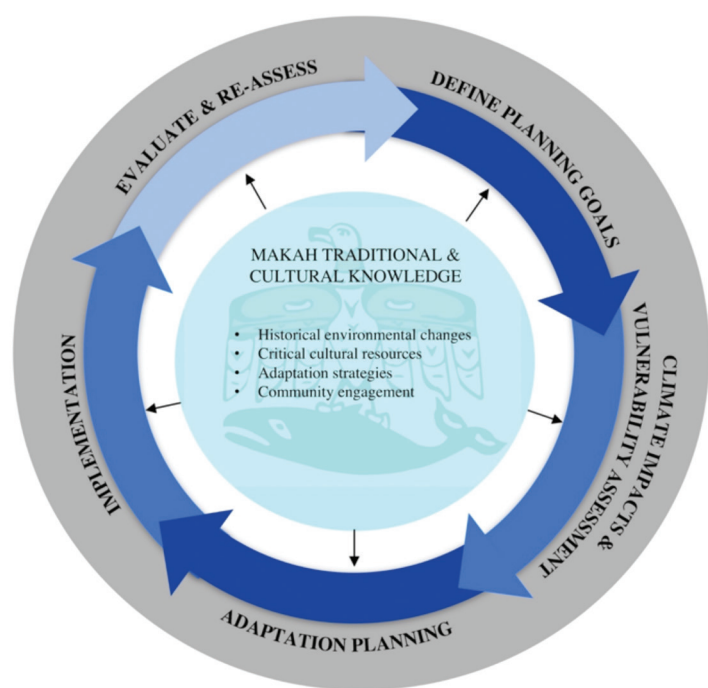 EVALUATE & RE-ASSESS
DEFINE PLANNING GOALS
CLIMATE IMPACTS &
VULNERABILITY ASSESSMENT
ADAPTATION PLANNING
IMPLEMENTATION
MAKAH TRADITIONAL &
CULTURAL KNOWLEDGE
• Historical environmental changes
• Critical cultural resources
• Adaptation strategies
• Community engagement